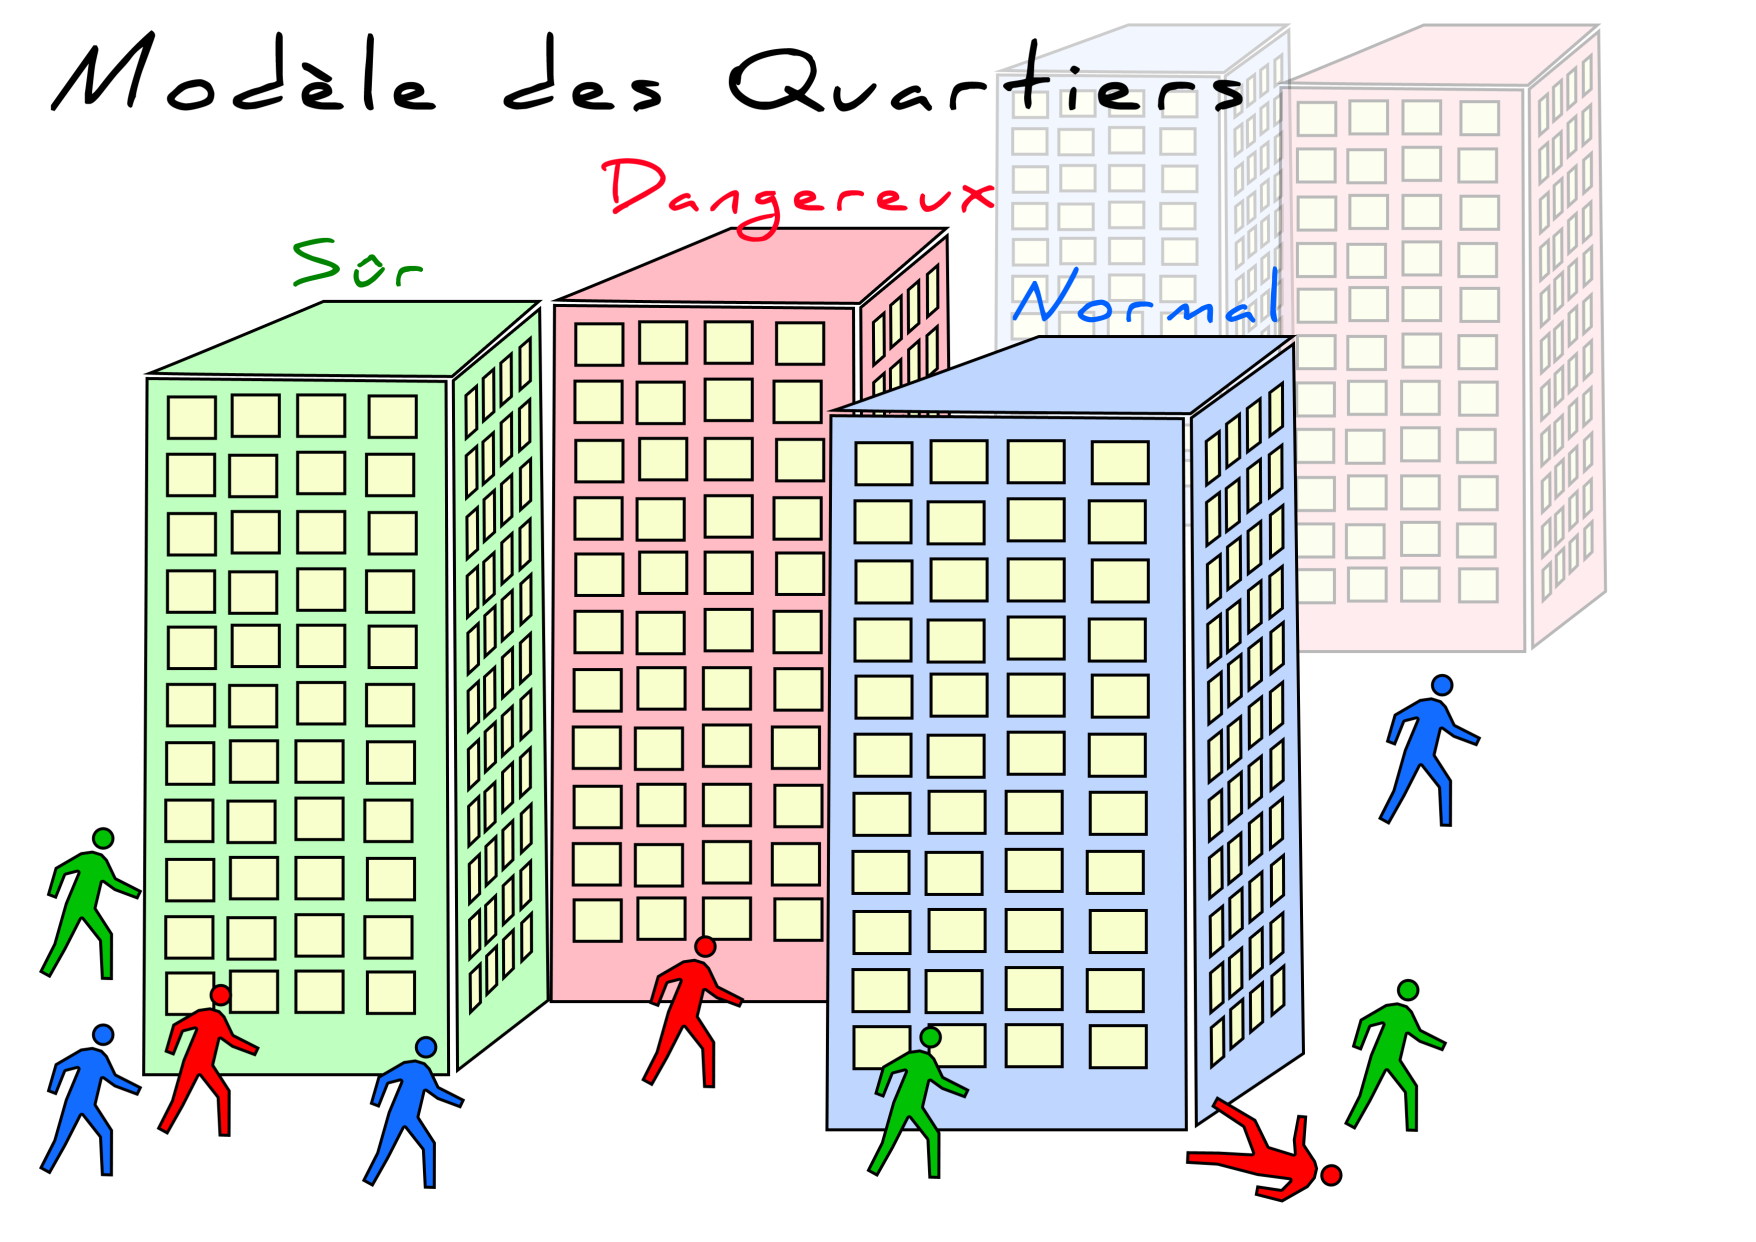 Modèle des Quartiers
Dangereux
Sûr
Normal